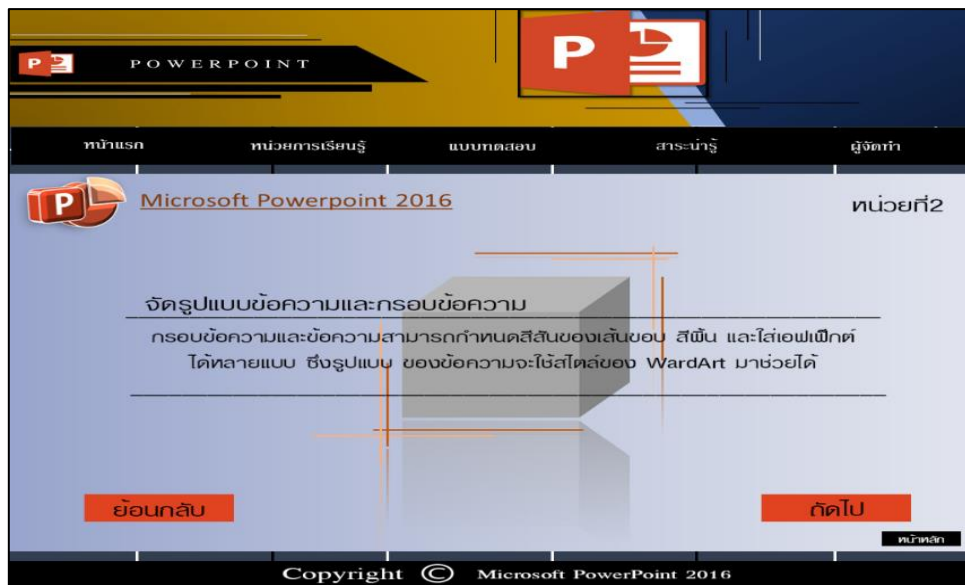 P
P
POWERPOINT
หน้าแรก หน่วยการเรียนรู้ แบบทดสอบ สาระน่ารู้ ผู้จัดทำ
P
Microsoft Powerpoint 2016
หน่วยที่2
จัดรูปแบบข้อความและกรอบข้อความ
กรอบข้อความและข้อความสามารถกำหนดสีสันของเส้นขอบ สีพื้น และใส่เอฟเฟ็กต์
ได้หลายแบบ ซึ่งรูปแบบ ของข้อความจะใช้สไตล์ของ WardArt มาช่วยได้
ย้อนกลับ
ถัดไป
หน้าหลัก
Copyright © Microsoft PowerPoint 2016